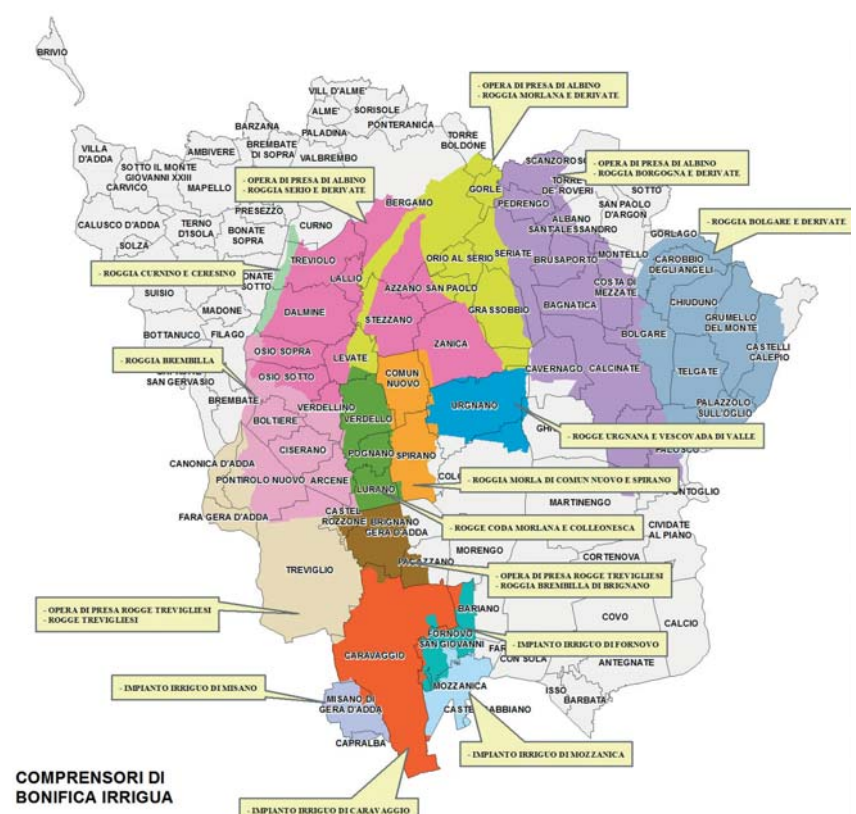 BRIVIO
VILL D'ALME'
ALME'
SORISOLE
PONTERANICA
BARZANA
PALADINA
VILLA D'ADDA
AMBIVERE
BREMBATE DI SOPRA
VALBREMBO
TORRE BOLDONE
- OPERA DI PRESA DI ALBINO
- ROGGIA MORLANA E DERIVATE
SOTTO IL MONTE GIOVANNI XXIII
CARVICO
MAPELLO
- OPERA DI PRESA DI ALBINO
- ROGGIA SERIO E DERIVATE
BERGAMO
GORLE
PEDRENGO
- OPERA DI PRESA DI ALBINO
- ROGGIA BORGOGNA E DERIVATE
TORRE DE' ROVERI
SOTTO
SAN PAOLO D'ARGON
PRESEZZO
CALUSCO D'ADDA
TERNO D'ISOLA
BONATE SOPRA
CURNO
SOLZA
ALBANO SANT'ALESSANDRO
GORLAGO
- ROGGIA BOLGARE E DERIVATE
- ROGGIA CURNINO E CERESINO
TREVIOLO
LALLIO
ORIO AL SERIO
SERIATE
BRUSAPORTO
MONTELLO
CAROBBIO DEGLI ANGELI
SUISIO
MADONE
DALMINE
AZZANO SAN PAOLO
GRASSOBBIO
BAGNATICA
COSTA DI MEZZATE
CHIUDUNO
GRUMELLO DEL MONTE
BOTTANUCO
FILAGO
STEZZANO
BOLGARE
CASTELLI CALEPIO
OSIO SOPRA
LEVATE
ZANICA
- ROGGIA BREMBILLA
SAN GERVASIO
OSIO SOTTO
COMUN NUOVO
CAVERNAGO
CALCINATE
TELGATE
BREMBATE
VERDELLINO
URGNANO
PALAZZOLO SULL'OGLIO
BOLTIERE
VERDELLO
- ROGGE URGNANA E VESCOVADA DI VALLE
CISERANO
POGNANO
SPIRANO
CANONICA D'ADDA
PONTIROLO NUOVO
ARCENE
LURANO
- ROGGIA MORLA DI COMUN NUOVO E SPIRANO
MARTINENGO
FARA GERA D'ADDA
CASTEL ROZZONE
BRIGNANO GERA D'ADDA
- ROGGE CODA MORLANA E COLLEONESCA
CIVIDATE AL PIANO
MORENGO
CORTENOVA
TREVIGLIO
PAGAZZANO
- OPERA DI PRESA ROGGE TREVIGLIESI
- ROGGIA BREMBILLA DI BRIGNANO
- OPERA DI PRESA ROGGE TREVIGLIESI
- ROGGE TREVIGLIESI
BARIANO
COVO
CALCIO
FORNOVO SAN GIOVANNI
- IMPIANTO IRRIGUO DI FORNOVO
CARAVAGGIO
CON SOLA
ANTEGNATE
- IMPIANTO IRRIGUO DI MISANO
MISANO DI GERA D'ADDA
MOZZANICA
ISSO
BARBATA
CAPRALBA
- IMPIANTO IRRIGUO DI MOZZANICA
COMPRENSORI DI
BONIFICA IRRIGUA
- IMPIANTO IRRIGUO DI CARAVAGGIO